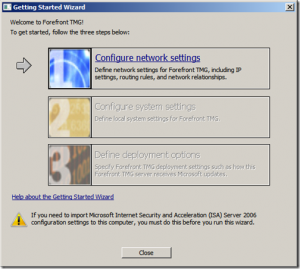 Getting Started Wizard
Welcome to Forefront TMG!
To get started, follow the three steps below:
1
Configure network settings
Define network settings for Forefront TMG, including IP
settings, routing rules, and network relationships.
2
Configure system settings
Define local system settings for Forefront TMG.
3
Define deployment options
Specify Forefront TMG deployment settings such as how this
Forefront TMG server receives Microsoft updates.
Help about the Getting Started Wizard
If you need to import Microsoft Internet Security and Acceleration (ISA) Server 2006
configuration settings to this computer, you must do this before you run this wizard.
Close